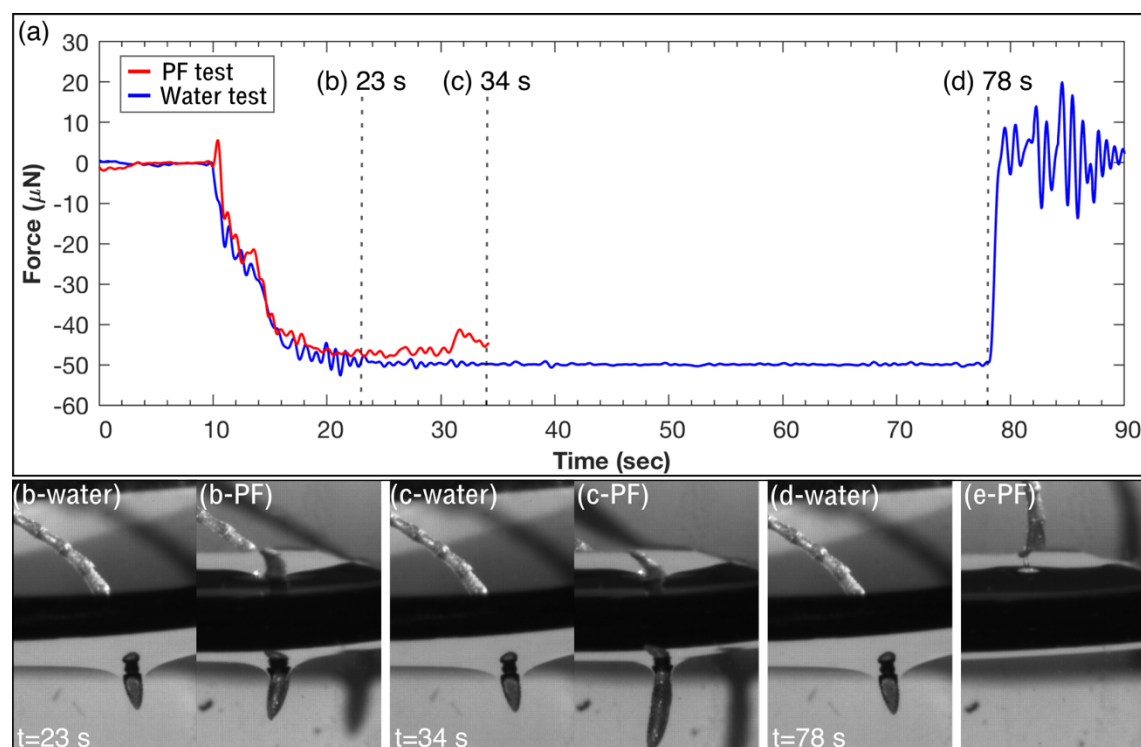 (a)
30
20
10
0
-10
-20
-30
-40
-50
-60
Force (μN)
PF test
Water test
(b) 23 s
(c) 34 s
(d) 78 s
0 10 20 30 40 50 60 70 80 90
Time (sec)
(b-water) (b-PF) (c-water) (c-PF) (d-water) (e-PF)
t=23 s t=34 s t=78 s